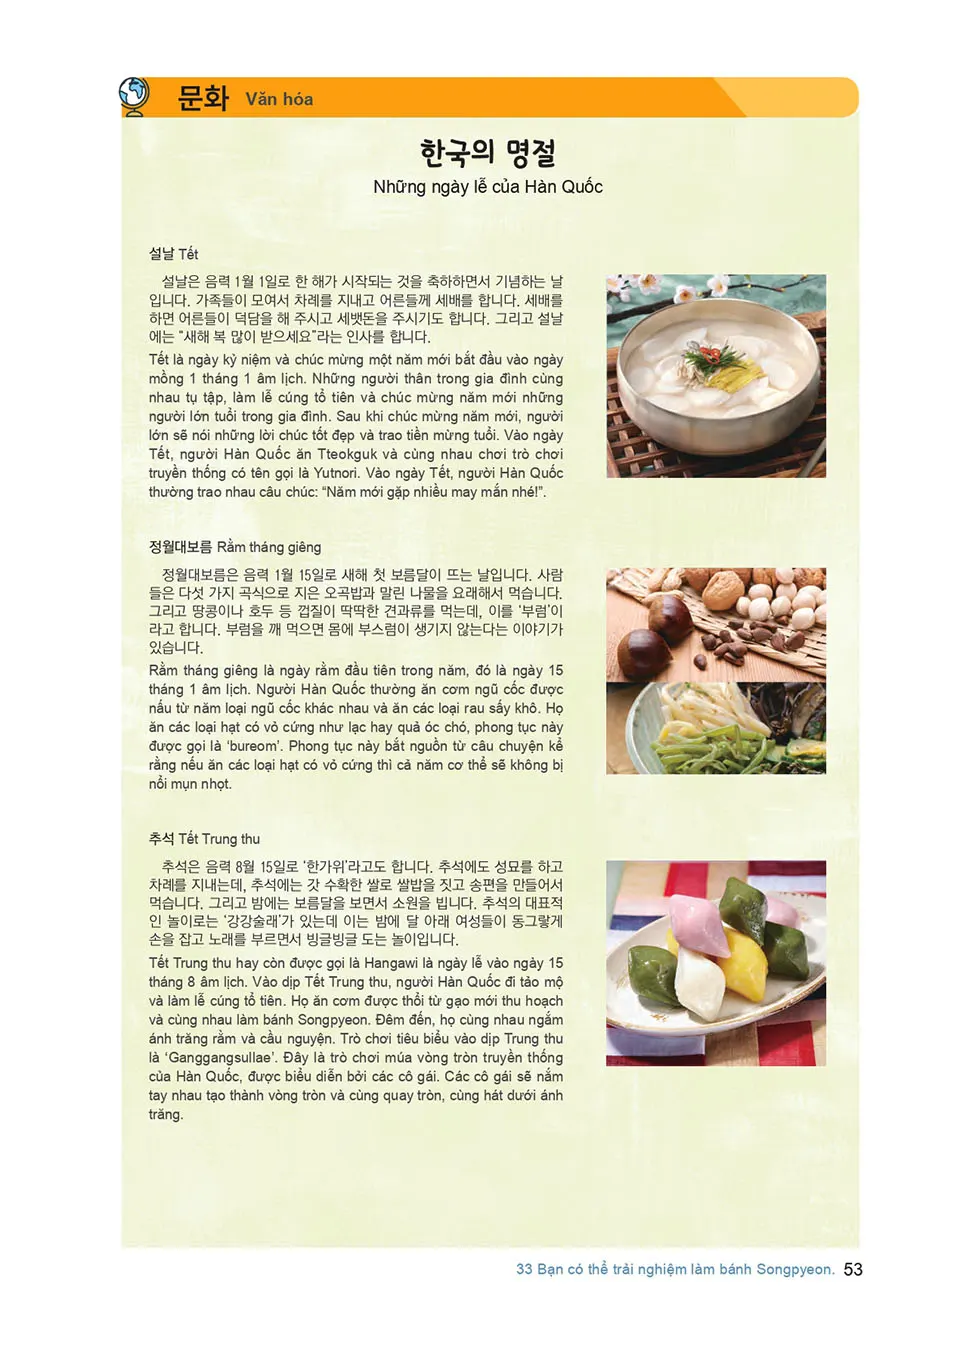 문화 Văn hóa
한국의 명절
Những ngày lễ của Hàn Quốc
설날 Tết
설날은 음력 1월 1일로 한 해가 시작되는 것을 축하하면서 기념하는 날
입니다. 가족들이 모여서 차례를 지내고 어른들께 세배를 합니다. 세배를
하면 어른들이 덕담을 해 주시고 세뱃돈을 주시기도 합니다. 그리고 설날
에는 “새해 복 많이 받으세요”라는 인사를 합니다.
Tết là ngày kỷ niệm và chúc mừng một năm mới bắt đầu vào ngày
mồng 1 tháng 1 âm lịch. Những người thân trong gia đình cùng
nhau tụ tập, làm lễ cúng tổ tiên và chúc mừng năm mới những
người lớn tuổi trong gia đình. Sau khi chúc mừng năm mới, người
lớn sẽ nói những lời chúc tốt đẹp và trao tiền mừng tuổi. Vào ngày
Tết, người Hàn Quốc ăn Tteokguk và cùng nhau chơi trò chơi
truyền thống có tên gọi là Yutnori. Vào ngày Tết, người Hàn Quốc
thường trao nhau câu chúc: “Năm mới gặp nhiều may mắn nhé!”.
정월대보름 Rằm tháng giêng
정월대보름은 음력 1월 15일로 새해 첫 보름달이 뜨는 날입니다. 사람
들은 다섯 가지 곡식으로 지은 오곡밥과 말린 나물을 요래해서 먹습니다.
그리고 땅콩이나 호두 등 껍질이 딱딱한 견과류를 먹는데, 이를 ‘부럼’이
라고 합니다. 부럼을 깨 먹으면 몸에 부스럼이 생기지 않는다는 이야기가
있습니다.
Rằm tháng giêng là ngày rằm đầu tiên trong năm, đó là ngày 15
tháng 1 âm lịch. Người Hàn Quốc thường ăn cơm ngũ cốc được
nấu từ năm loại ngũ cốc khác nhau và ăn các loại rau sấy khô. Họ
ăn các loại hạt có vỏ cứng như lạc hay quả óc chó, phong tục này
được gọi là ‘bureom’. Phong tục này bắt nguồn từ câu chuyện kể
rằng nếu ăn các loại hạt có vỏ cứng thì cả năm cơ thể sẽ không bị
nổi mụn nhọt.
추석 Tết Trung thu
추석은 음력 8월 15일로 ‘한가위’라고도 합니다. 추석에도 성묘를 하고
차례를 지내는데, 추석에는 갓 수확한 쌀로 쌀밥을 짓고 송편을 만들어서
먹습니다. 그리고 밤에는 보름달을 보면서 소원을 빕니다. 추석의 대표적
인 놀이로는 ‘강강술래’가 있는데 이는 밤에 달 아래 여성들이 동그랗게
손을 잡고 노래를 부르면서 빙글빙글 도는 놀이입니다.
Tết Trung thu hay còn được gọi là Hangawi là ngày lễ vào ngày 15
tháng 8 âm lịch. Vào dịp Tết Trung thu, người Hàn Quốc đi tảo mộ
và làm lễ cúng tổ tiên. Họ ăn cơm được thổi từ gạo mới thu hoạch
và cùng nhau làm bánh Songpyeon. Đêm đến, họ cùng nhau ngắm
ánh trăng rằm và cầu nguyện. Trò chơi tiêu biểu vào dịp Trung thu
là ‘Ganggangsullae’. Đây là trò chơi múa vòng tròn truyền thống
của Hàn Quốc, được biểu diễn bởi các cô gái. Các cô gái sẽ nắm
tay nhau tạo thành vòng tròn và cùng quay tròn, cùng hát dưới ánh
trăng.
33 Bạn có thể trải nghiệm làm bánh Songpyeon. 53